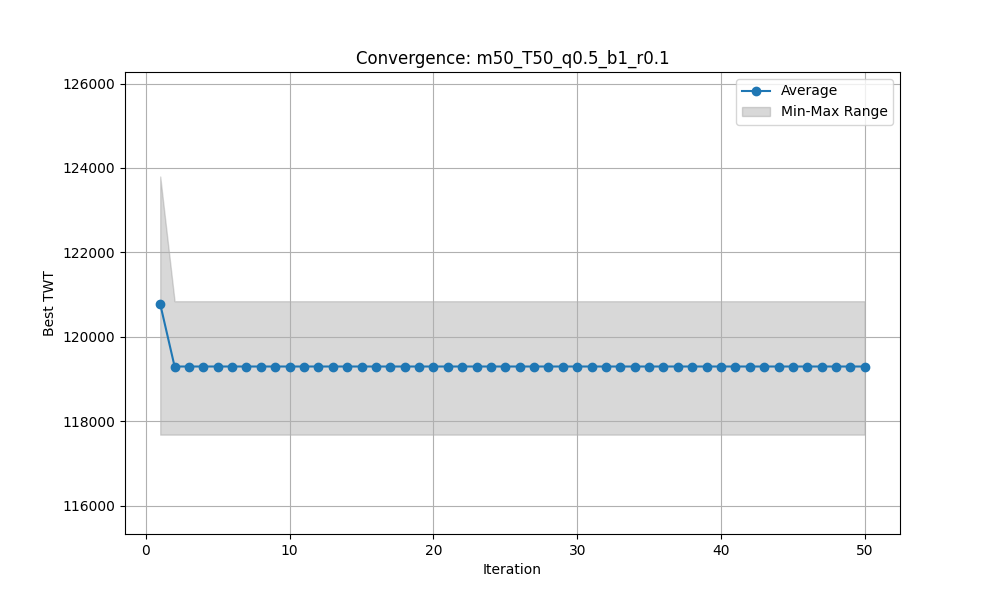 Convergence: m50_T50_q0.5_b1_r0.1
Average
Min-Max Range
126000
124000
122000
120000
118000
116000
Best TWT
0 10 20 30 40 50
Iteration